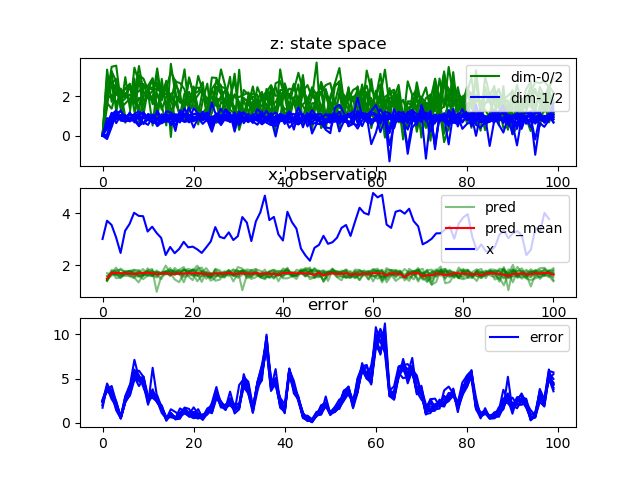 z: state space
2
0
dim-0/2
dim-1/2
0 20 40 60 80 100
x: observation
4
2
pred
pred_mean
x
0 20 40 60 80 100
error
10
5
0
error
0 20 40 60 80 100